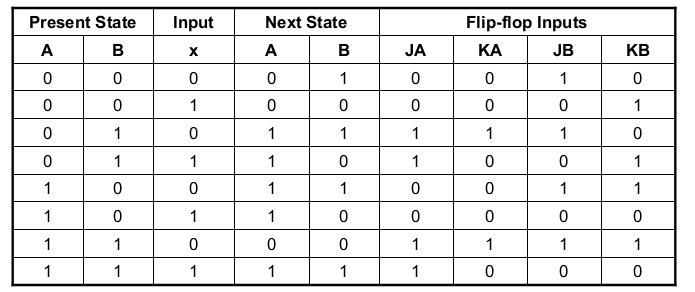 Present State Input Next State Flip-flop Inputs
A B x A B JA KA JB KB
0 0 0 0 1 0 0 1 0
0 0 1 0 0 0 0 0 1
0 1 0 1 1 1 1 1 0
0 1 1 1 0 1 0 0 1
1 0 0 1 1 0 0 1 1
1 0 1 1 0 0 0 0 0
1 1 0 0 0 1 1 1 1
1 1 1 1 1 1 0 0 0